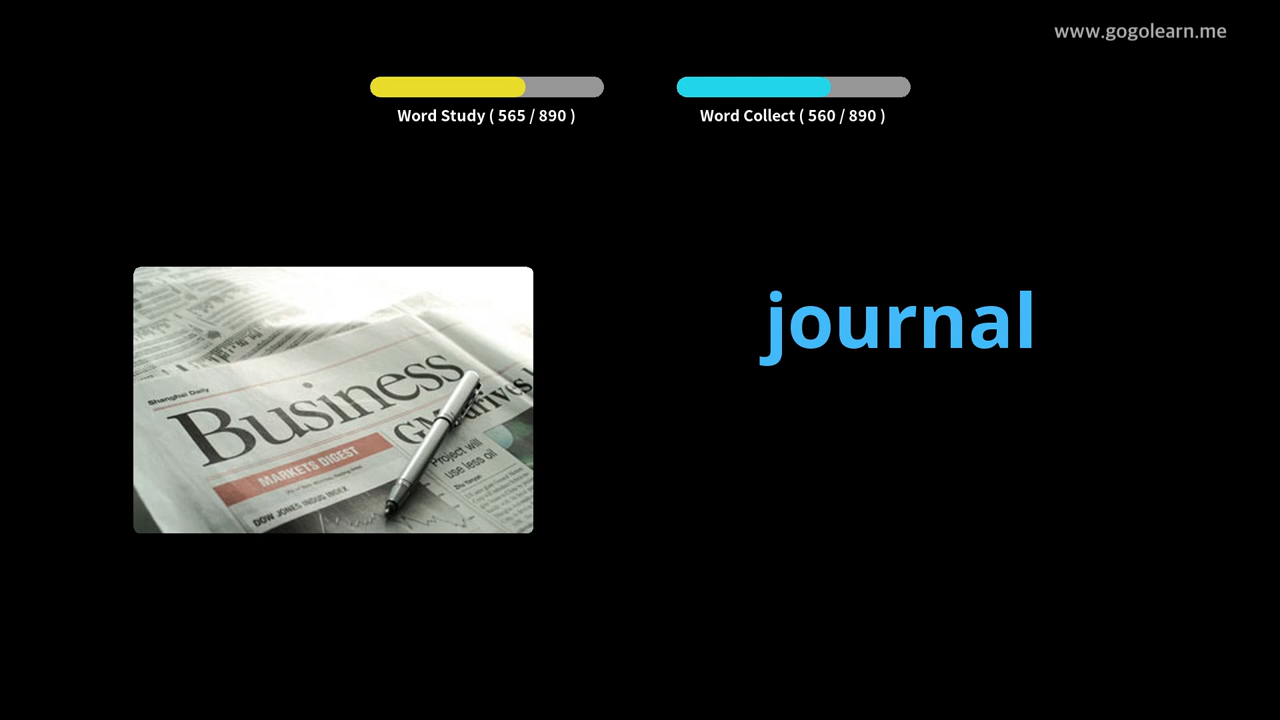 www.gogolearn.me
Word Study ( 565 / 890 )
Word Collect ( 560 / 890 )
journal
Shanghai Daily
Business
MARKETS DIGEST
DOW JONES INDUS INDEX
GM
Project will
use less oil